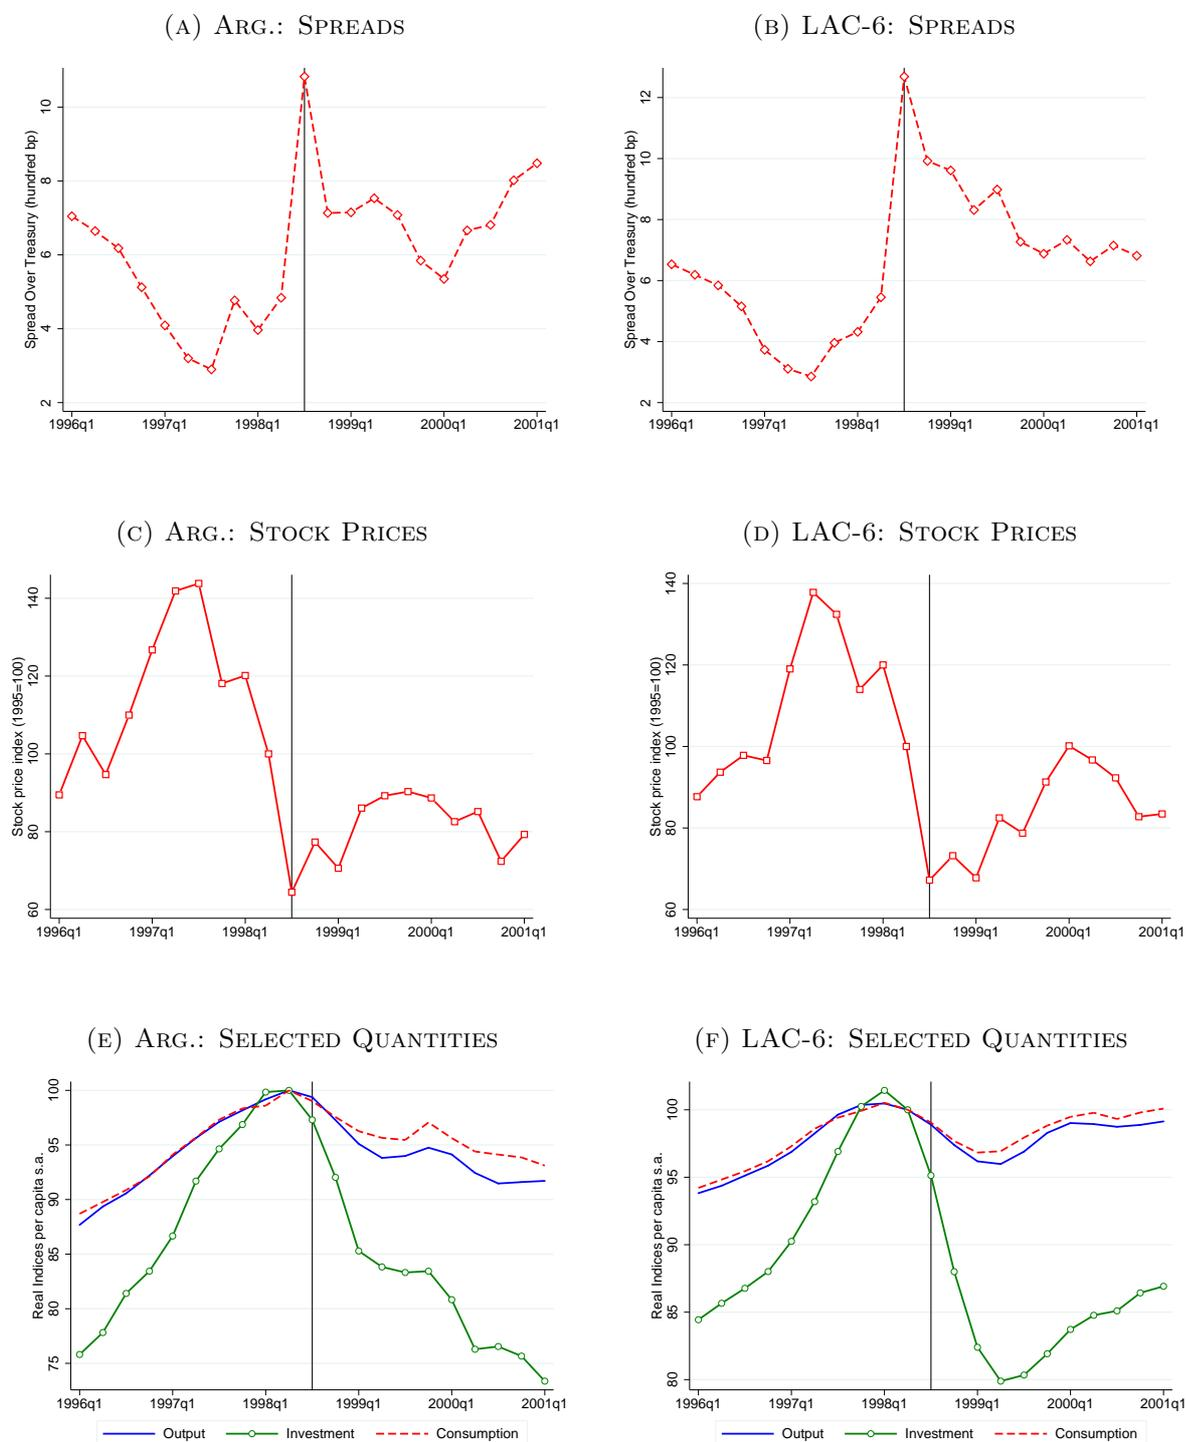 (A) ARG.: SPREADS
Spread Over Treasury (hundred bp)
10
8
6
4
2
1996q1 1997q1 1998q1 1999q1 2000q1 2001q1
(B) LAC-6: SPREADS
Spread Over Treasury (hundred bp)
12
10
8
6
4
2
1996q1 1997q1 1998q1 1999q1 2000q1 2001q1
(C) ARG.: STOCK PRICES
Stock price index (1995=100)
140
120
100
80
60
1996q1 1997q1 1998q1 1999q1 2000q1 2001q1
(D) LAC-6: STOCK PRICES
Stock price index (1995=100)
140
120
100
80
60
1996q1 1997q1 1998q1 1999q1 2000q1 2001q1
(E) ARG.: SELECTED QUANTITIES
Real Indices per capita s.a.
100
95
90
85
80
75
1996q1 1997q1 1998q1 1999q1 2000q1 2001q1
Output Investment Consumption
(F) LAC-6: SELECTED QUANTITIES
Real Indices per capita s.a.
100
95
90
85
80
1996q1 1997q1 1998q1 1999q1 2000q1 2001q1
Output Investment Consumption